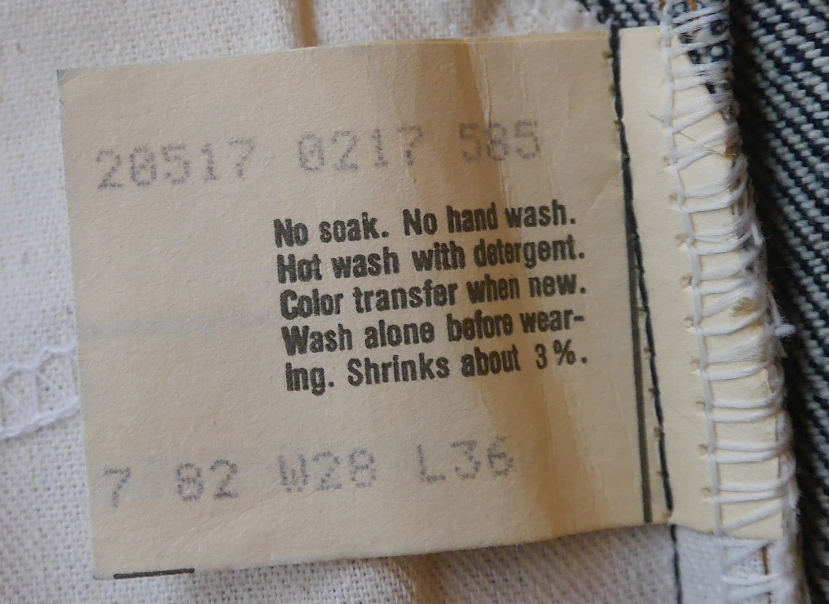 20517 0217 585
No soak. No hand wash.
Hot wash with detergent.
Color transfer when new.
Wash alone before wear-
ing. Shrinks about 3%.
7 82 W28 L36